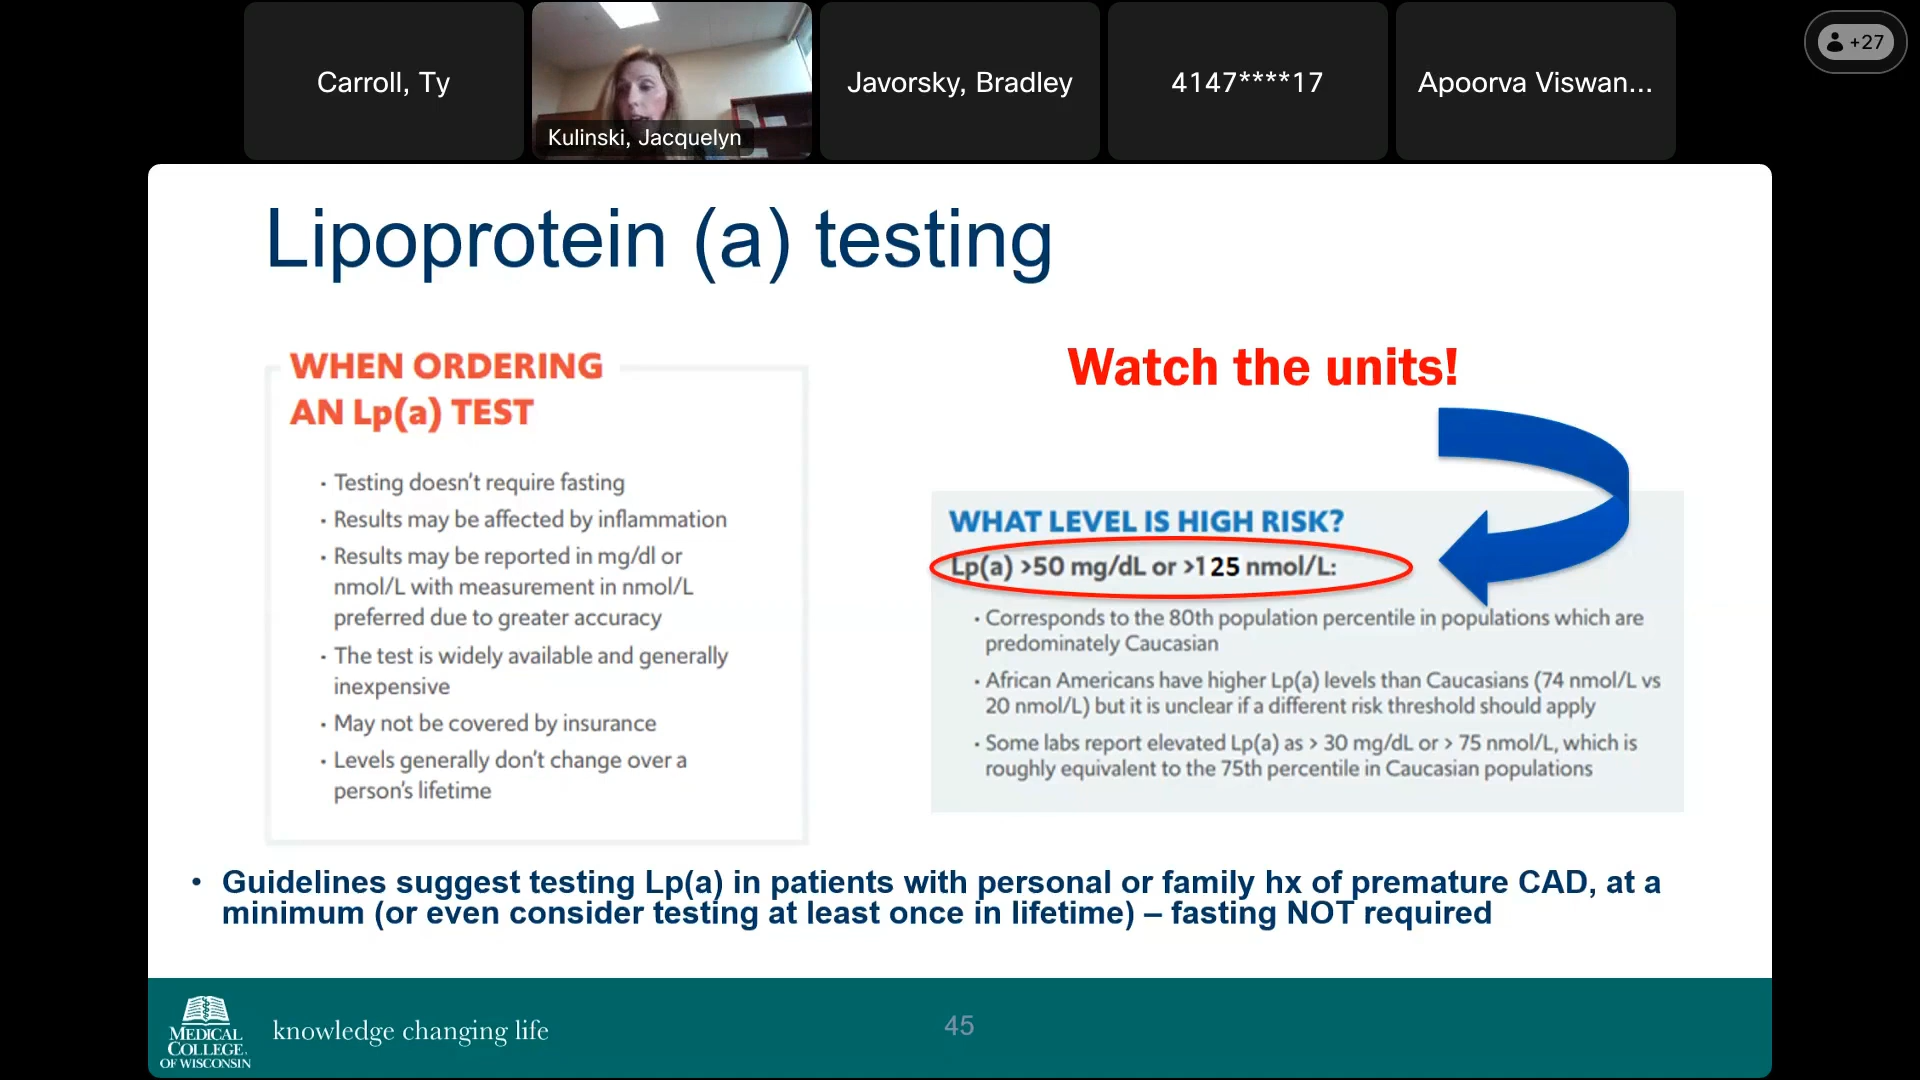 Carroll, Ty
Kulinski, Jacquelyn
Javorsky, Bradley
4147****17
Apoorva Viswan...
+27
Lipoprotein (a) testing
WHEN ORDERING
AN Lp(a) TEST
· Testing doesn't require fasting
· Results may be affected by inflammation
· Results may be reported in mg/dl or
nmol/L with measurement in nmol/L
preferred due to greater accuracy
· The test is widely available and generally
inexpensive
· May not be covered by insurance
· Levels generally don't change over a
person's lifetime
Watch the units!
WHAT LEVEL IS HIGH RISK?
Lp(a) >50 mg/dL or >125 nmol/L:
· Corresponds to the 80th population percentile in populations which are
predominately Caucasian
· African Americans have higher Lp(a) levels than Caucasians (74 nmol/L vs
20 nmol/L) but it is unclear if a different risk threshold should apply
· Some labs report elevated Lp(a) as > 30 mg/dL or > 75 nmol/L, which is
roughly equivalent to the 75th percentile in Caucasian populations
• Guidelines suggest testing Lp(a) in patients with personal or family hx of premature CAD, at a
minimum (or even consider testing at least once in lifetime) – fasting NOT required
MEDICAL
COLLEGE
OF WISCONSIN
knowledge changing life
45